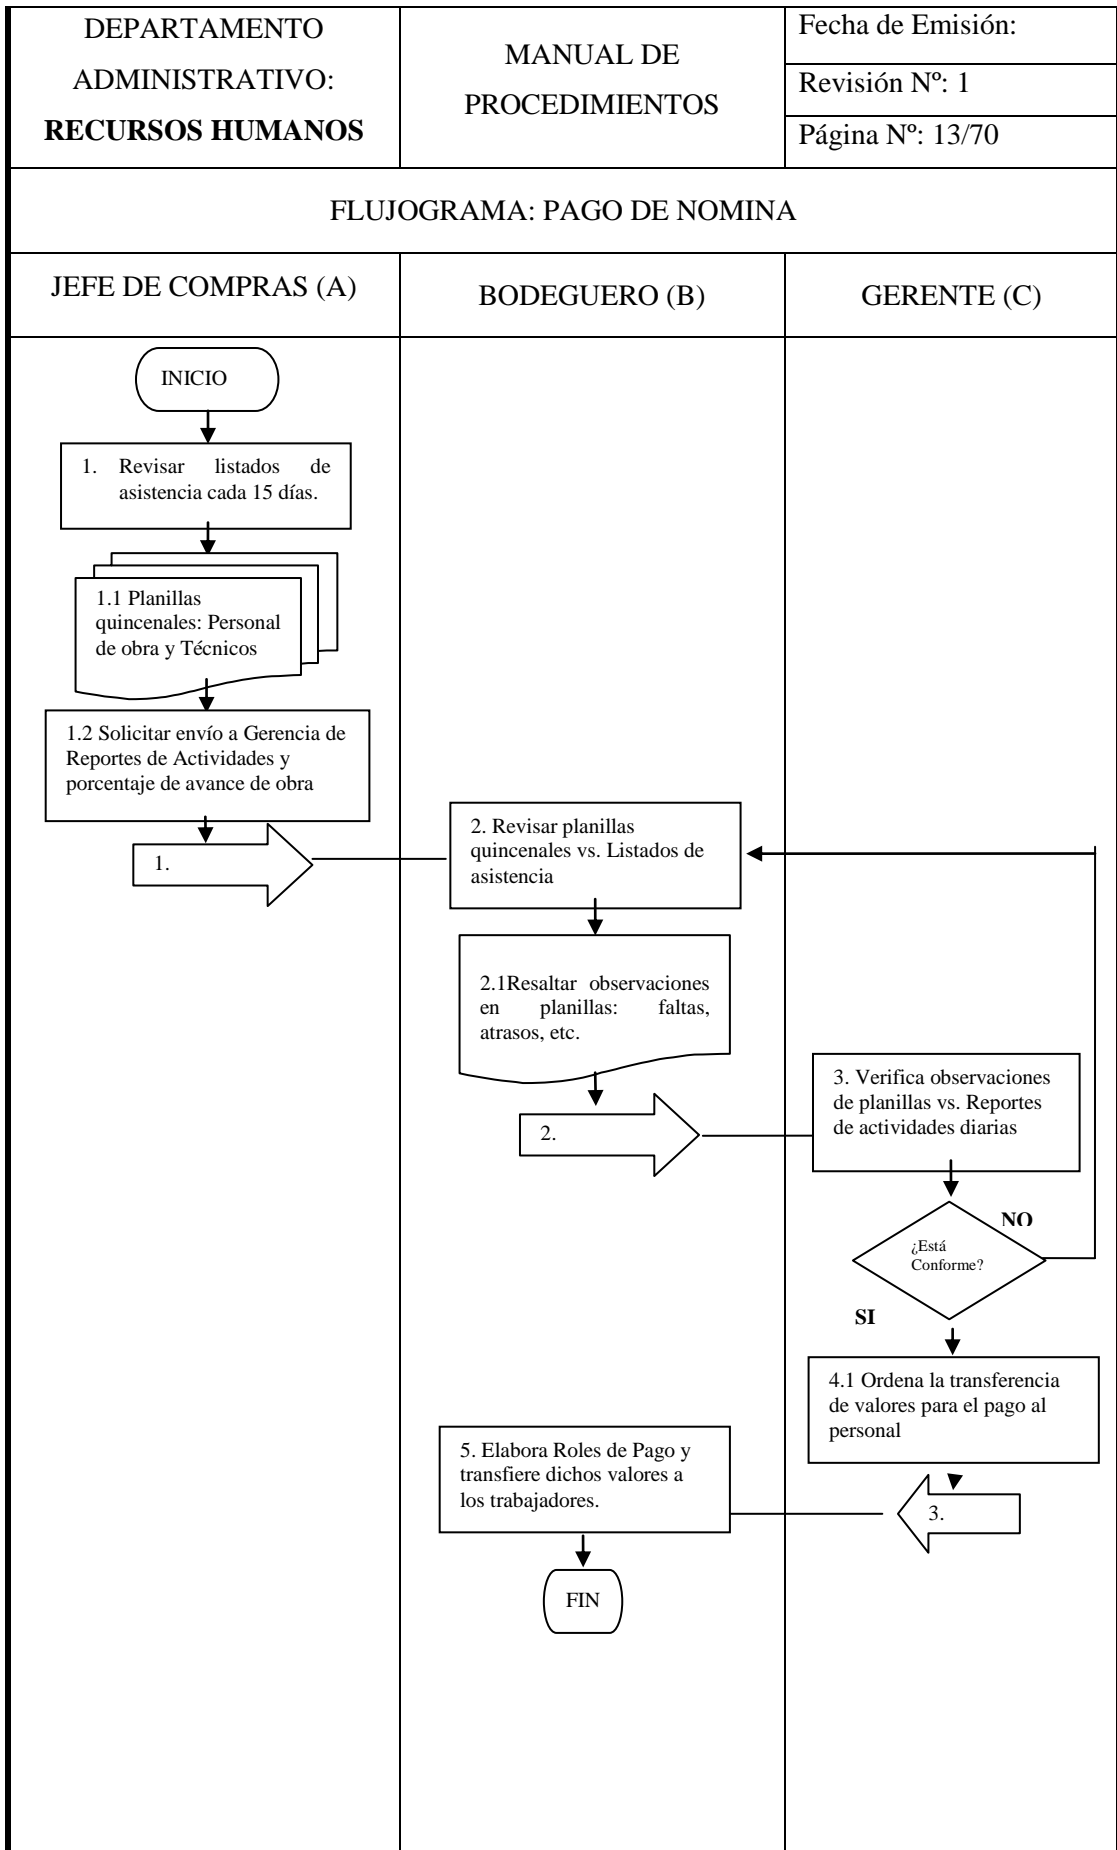 DEPARTAMENTO
ADMINISTRATIVO:
RECURSOS HUMANOS
MANUAL DE
PROCEDIMIENTOS
Fecha de Emisión:
Revisión Nº: 1
Página Nº: 13/70
FLUJOGRAMA: PAGO DE NOMINA
JEFE DE COMPRAS (A)
BODEGUERO (B)
GERENTE (C)
INICIO
1. Revisar listados de
asistencia cada 15 días.
1.1 Planillas
quincenales: Personal
de obra y Técnicos
1.2 Solicitar envío a Gerencia de
Reportes de Actividades y
porcentaje de avance de obra
1.
2. Revisar planillas
quincenales vs. Listados de
asistencia
2.1Resaltar observaciones
en planillas: faltas,
atrasos, etc.
2.
3. Verifica observaciones
de planillas vs. Reportes
de actividades diarias
NO
¿Está
Conforme?
SI
4.1 Ordena la transferencia
de valores para el pago al
personal
3.
5. Elabora Roles de Pago y
transfiere dichos valores a
los trabajadores.
FIN